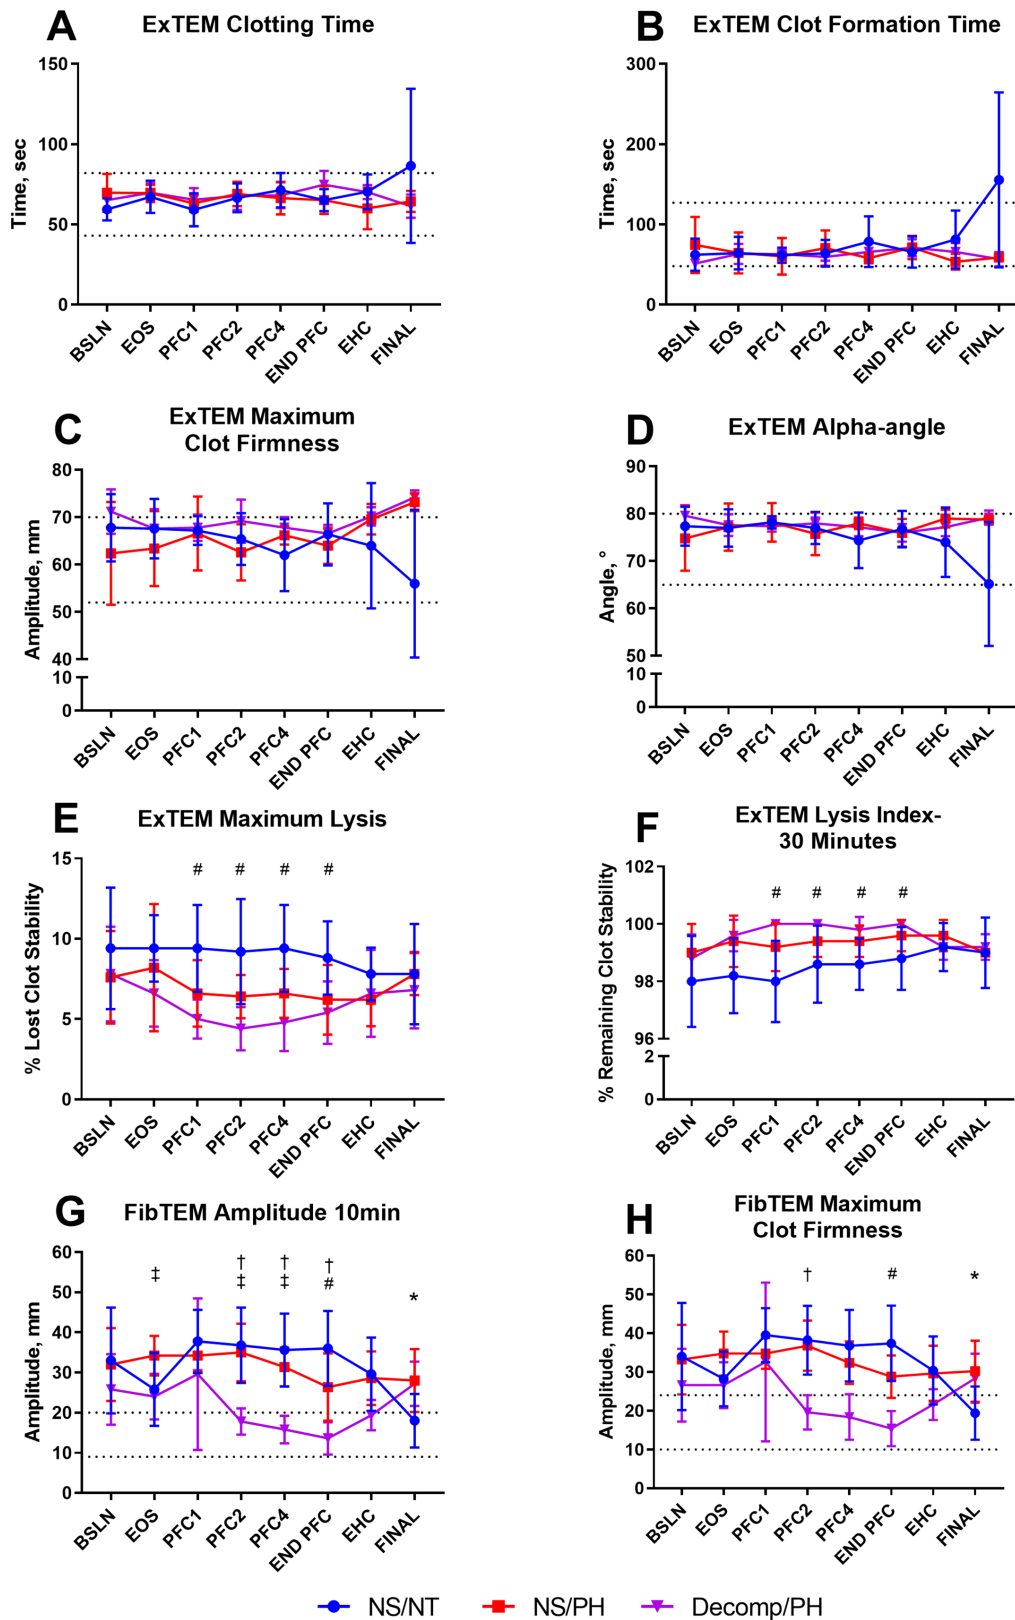 A
ExTEM Clotting Time
Time, sec
150
100
50
0
BSLN
EOS
PFC1
PFC2
PFC4
END PFC
EHC
FINAL
B
ExTEM Clot Formation Time
Time, sec
300
200
100
0
BSLN
EOS
PFC1
PFC2
PFC4
END PFC
EHC
FINAL
C
ExTEM Maximum
Clot Firmness
Amplitude, mm
80
70
60
50
40
10
0
BSLN
EOS
PFC1
PFC2
PFC4
END PFC
EHC
FINAL
D
ExTEM Alpha-angle
Angle, °
90
80
70
60
50
10
0
BSLN
EOS
PFC1
PFC2
PFC4
END PFC
EHC
FINAL
E
ExTEM Maximum Lysis
% Lost Clot Stability
15
10
5
0
# # # #
BSLN
EOS
PFC1
PFC2
PFC4
END PFC
EHC
FINAL
F
ExTEM Lysis Index-
30 Minutes
% Remaining Clot Stability
102
100
98
96
2
0
# # # #
BSLN
EOS
PFC1
PFC2
PFC4
END PFC
EHC
FINAL
G
FibTEM Amplitude 10min
Amplitude, mm
60
50
40
30
20
10
0
† † †
‡ ‡ ‡ # *
BSLN
EOS
PFC1
PFC2
PFC4
END PFC
EHC
FINAL
H
FibTEM Maximum
Clot Firmness
Amplitude, mm
60
50
40
30
20
10
0
† # *
BSLN
EOS
PFC1
PFC2
PFC4
END PFC
EHC
FINAL
NS/NT NS/PH Decomp/PH